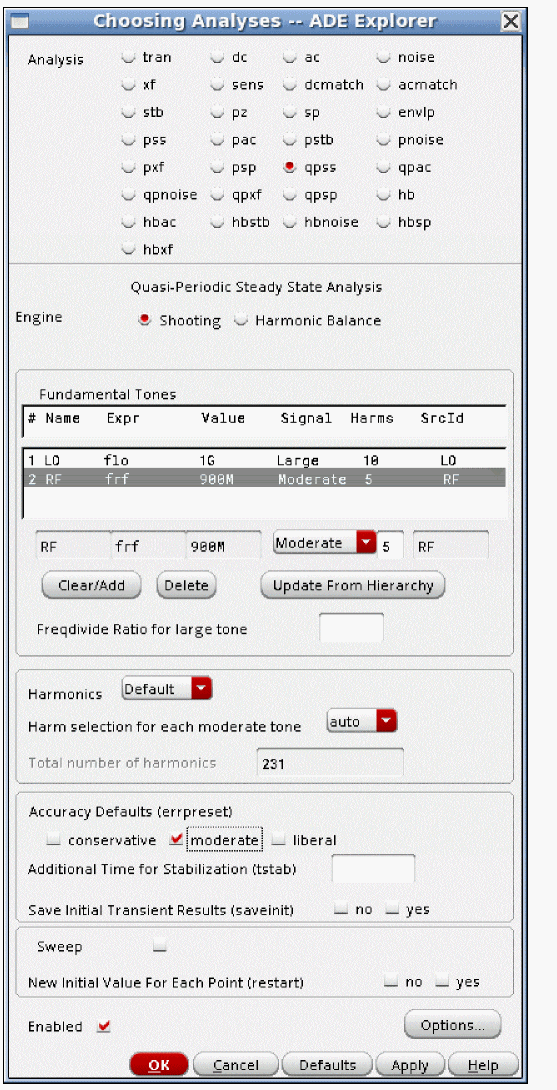 Choosing Analyses -- ADE Explorer
Analysis tran dc ac noise
xf sens dcmatch acmatch
stb pz sp envlp
pss pac pstb pnoise
pxf psp qpss qpac
qpnoise qpxf qpsp hb
hbac hbstb hbnoise hbsp
hbxf
Quasi-Periodic Steady State Analysis
Engine Shooting Harmonic Balance
Fundamental Tones
# Name Expr Value Signal Harms SrcId
1 LO flo 1G Large 10 LO
2 RF frf 900M Moderate 5 RF
RF frf 900M Moderate 5 RF
Clear/Add Delete Update From Hierarchy
Freqdivide Ratio for large tone
Harmonics Default
Harm selection for each moderate tone auto
Total number of harmonics 231
Accuracy Defaults (errpreset)
conservative moderate liberal
Additional Time for Stabilization (tstab)
Save Initial Transient Results (saveinit) no yes
Sweep
New Initial Value For Each Point (restart) no yes
Enabled Options...
OK Cancel Defaults Apply Help